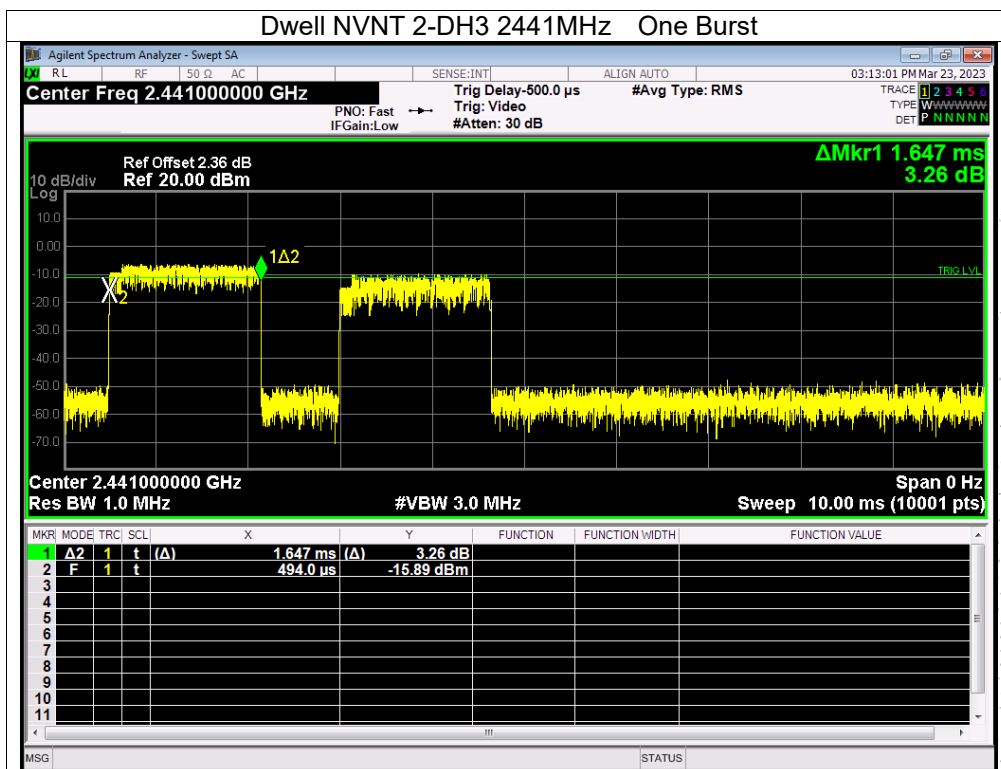 Dwell NVNT 2-DH3 2441MHz One Burst
Agilent Spectrum Analyzer - Swept SA
LXI RL RF 50 Ω AC SENSE:INT ALIGN AUTO 03:13:01 PM Mar 23, 2023
Center Freq 2.441000000 GHz
PNO: Fast
IFGain:Low
Trig Delay-500.0 µs
Trig: Video
#Atten: 30 dB
#Avg Type: RMS
TRACE 1 2 3 4 5 6
TYPE WWWWWW
DET P N N N N N
ΔMkr1 1.647 ms
3.26 dB
Ref Offset 2.36 dB
10 dB/div Ref 20.00 dBm
Log
10.0
0.00
-10.0
-20.0
-30.0
-40.0
-50.0
-60.0
-70.0
1Δ2
2
TRIG LVL
Center 2.441000000 GHz Span 0 Hz
Res BW 1.0 MHz #VBW 3.0 MHz Sweep 10.00 ms (10001 pts)
MKR MODE TRC SCL X Y FUNCTION FUNCTION WIDTH FUNCTION VALUE
1 Δ2 1 t (Δ) 1.647 ms (Δ) 3.26 dB
2 F 1 t 494.0 µs -15.89 dBm
3
4
5
6
7
8
9
10
11
MSG STATUS